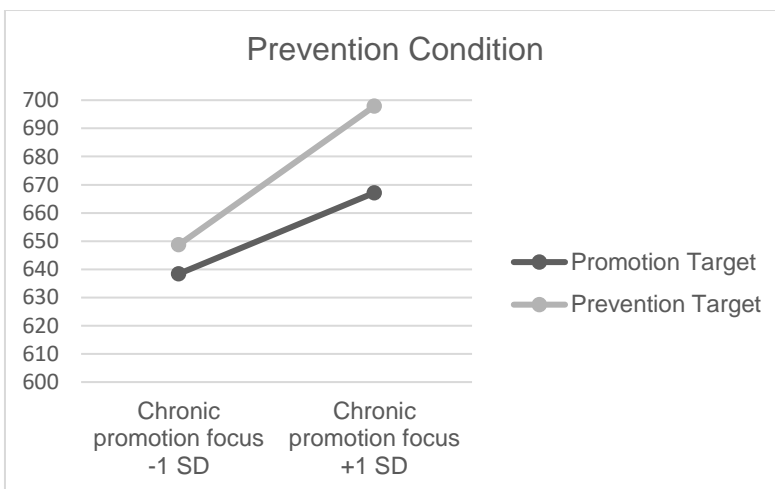 Prevention Condition
700
690
680
670
660
650
640
630
620
610
600
Chronic
promotion focus
-1 SD
Chronic
promotion focus
+1 SD
Promotion Target
Prevention Target